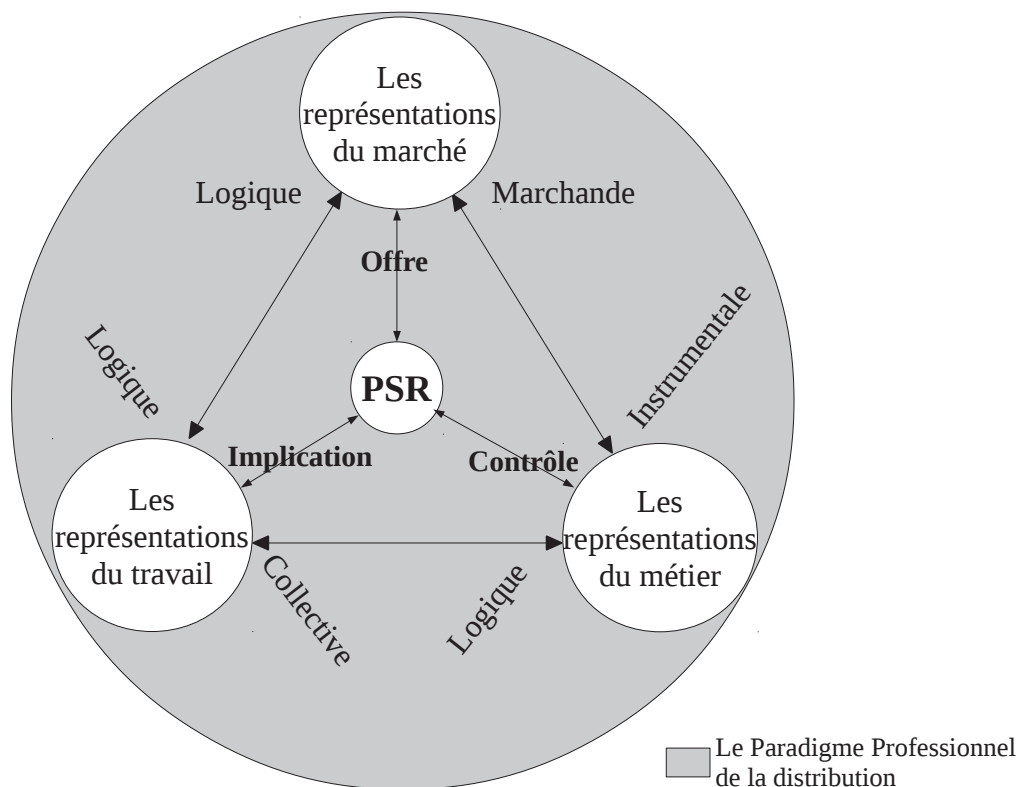 Les
représentations
du marché
Logique
Marchande
Offre
Logique
Instrumentale
PSR
Implication
Contrôle
Les
représentations
du travail
Les
représentations
du métier
Collective
Logique
Le Paradigme Professionnel
de la distribution